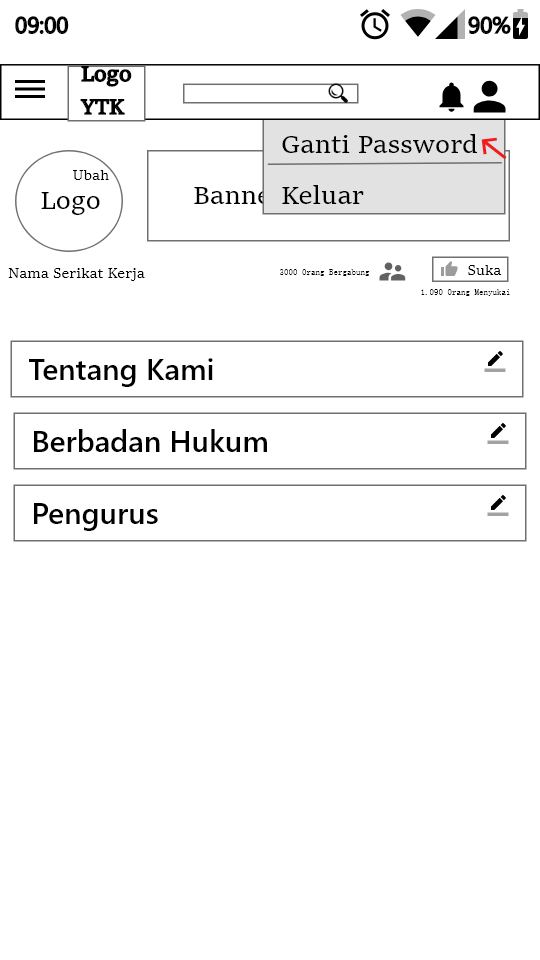 09:00
90%
Logo
YTK
Ganti Password
Keluar
Ubah
Logo
Nama Serikat Kerja
3000 Orang Bergabung
Suka
1.090 Orang Menyukai
Tentang Kami
Berbadan Hukum
Pengurus